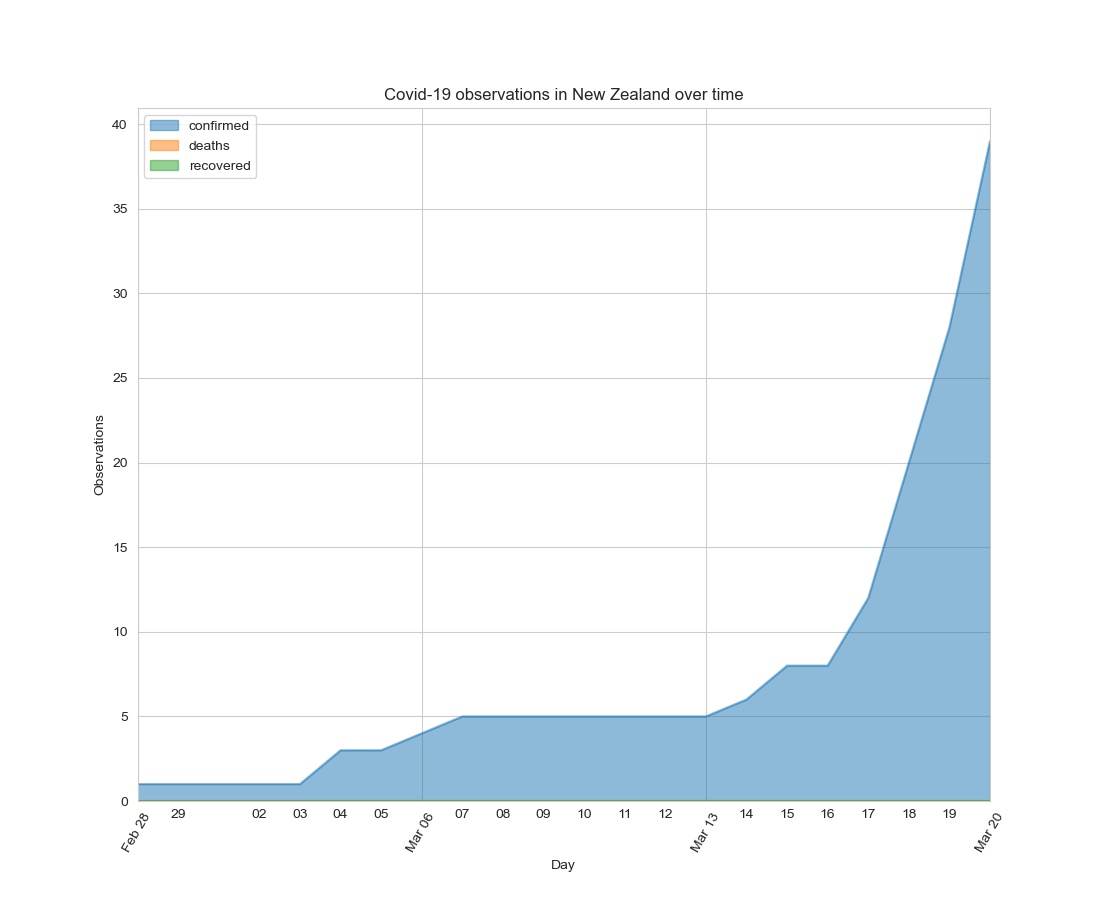 Covid-19 observations in New Zealand over time
confirmed
deaths
recovered
40
35
30
25
20
15
10
5
0
Observations
Feb 28
29
02
03
04
05
Mar 06
07
08
09
10
11
12
Mar 13
14
15
16
17
18
19
Mar 20
Day